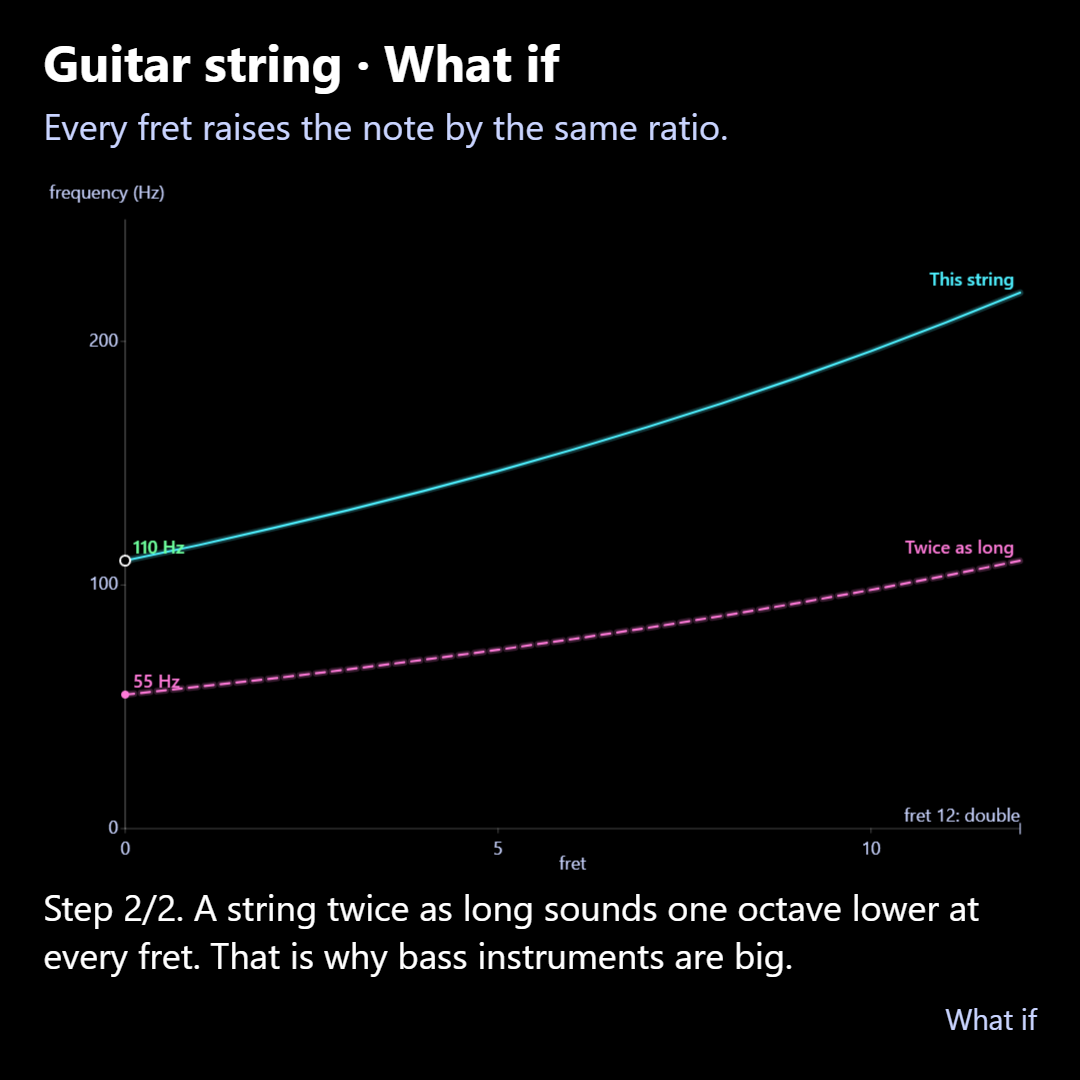 Guitar string · What if
Every fret raises the note by the same ratio.
frequency (Hz)
This string
200
110 Hz
Twice as long
100
55 Hz
fret 12: double
0
0 5 10
fret
Step 2/2. A string twice as long sounds one octave lower at
every fret. That is why bass instruments are big.
What if